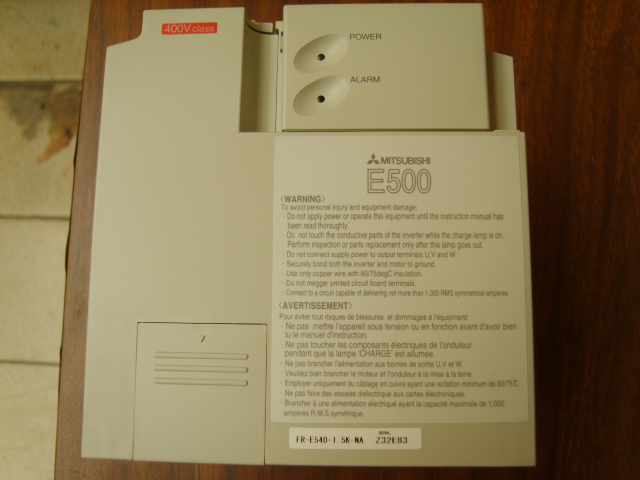 400V class
POWER
ALARM
MITSUBISHI
E500
〈WARNING〉
To avoid personal injury and equipment damage:
· Do not apply power or operate this equipment until the instruction manual has
been read thoroughly.
· Do not touch the conductive parts of the inverter while the charge lamp is on.
Perform inspection or parts replacement only after this lamp goes out.
· Do not connect supply power to output terminals U,V and W.
· Securely bond both the inverter and motor to ground.
· Use only copper wire with 60/75degC insulation.
· Do not megger printed circuit board terminals.
· Connect to a circuit capable of delivering not more than 1,000 RMS symmetrical amperes.
〈AVERTISSEMENT〉
Pour éviter tout risques de blessures et dommages à l'équipement:
· Ne pas mettre l'appareil sous tension ou en fonction avant d'avoir bien
lu le manuel d'instruction.
· Ne pas toucher les composants électriques de l'onduleur
pendant que la lampe 'CHARGE' est allumée.
· Ne pas brancher l'alimentation aux bornes de sortie U,V et W.
· Veuillez bien brancher le moteur et l'onduleur à la mise à la terre.
· Employer uniquement du câblage en cuivre ayant une isolation minimum de 60/75℃.
· Ne pas faire des essaies diélectrique aux cartes électroniques.
· Brancher à une alimentation électrique ayant la capacité maximale de 1,000
ampères R.M.S.symétrique.
SERIAL
FR-E540-1.5K-NA Z32E83